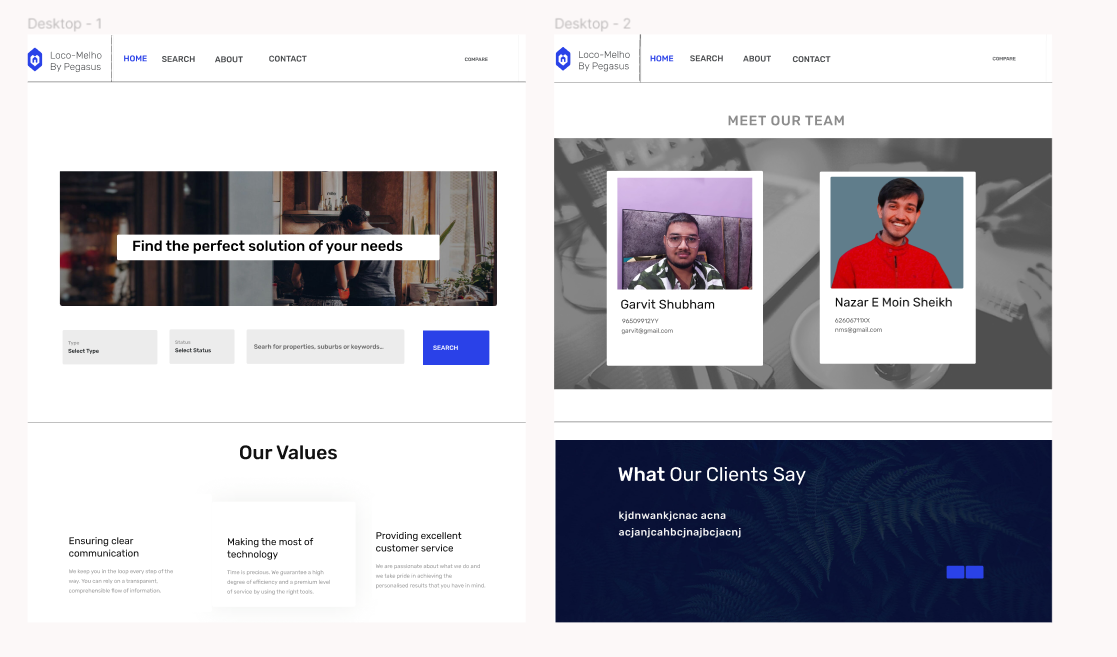 Desktop - 1
Loco-Melho
By Pegasus
HOME
SEARCH
ABOUT
CONTACT
COMPARE
Find the perfect solution of your needs
Type
Select Type
Status
Select Status
Searh for properties, suburbs or keywords...
SEARCH
Our Values
Ensuring clear
communication
We keep you in the loop every step of the
way. You can rely on a transparent,
comprehensible flow of information.
Making the most of
technology
Time is precious. We guarantee a high
degree of efficiency and a premium level
of service by using the right tools.
Providing excellent
customer service
We are passionate about what we do and
we take pride in achieving the
personalised results that you have in mind.
Desktop - 2
Loco-Melho
By Pegasus
HOME
SEARCH
ABOUT
CONTACT
COMPARE
MEET OUR TEAM
Garvit Shubham
96509912YY
garvit@gmail.com
Nazar E Moin Sheikh
62606711XX
nms@gmail.com
What Our Clients Say
kjdnwankjcnac acna
acjanjcahbcjnajbcjacnj